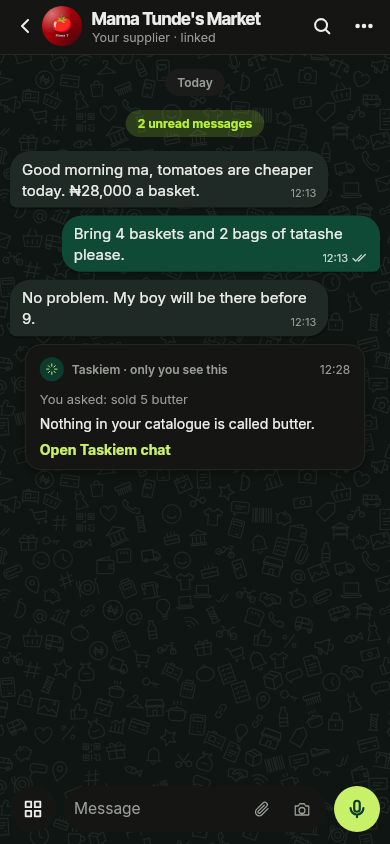 Mama Tunde's Market
Your supplier · linked
Today
2 unread messages
Good morning ma, tomatoes are cheaper
today. ₦28,000 a basket.
12:13
Bring 4 baskets and 2 bags of tatashe
please.
12:13
No problem. My boy will be there before
9.
12:13
Taskiem · only you see this
12:28
You asked: sold 5 butter
Nothing in your catalogue is called butter.
Open Taskiem chat
Message